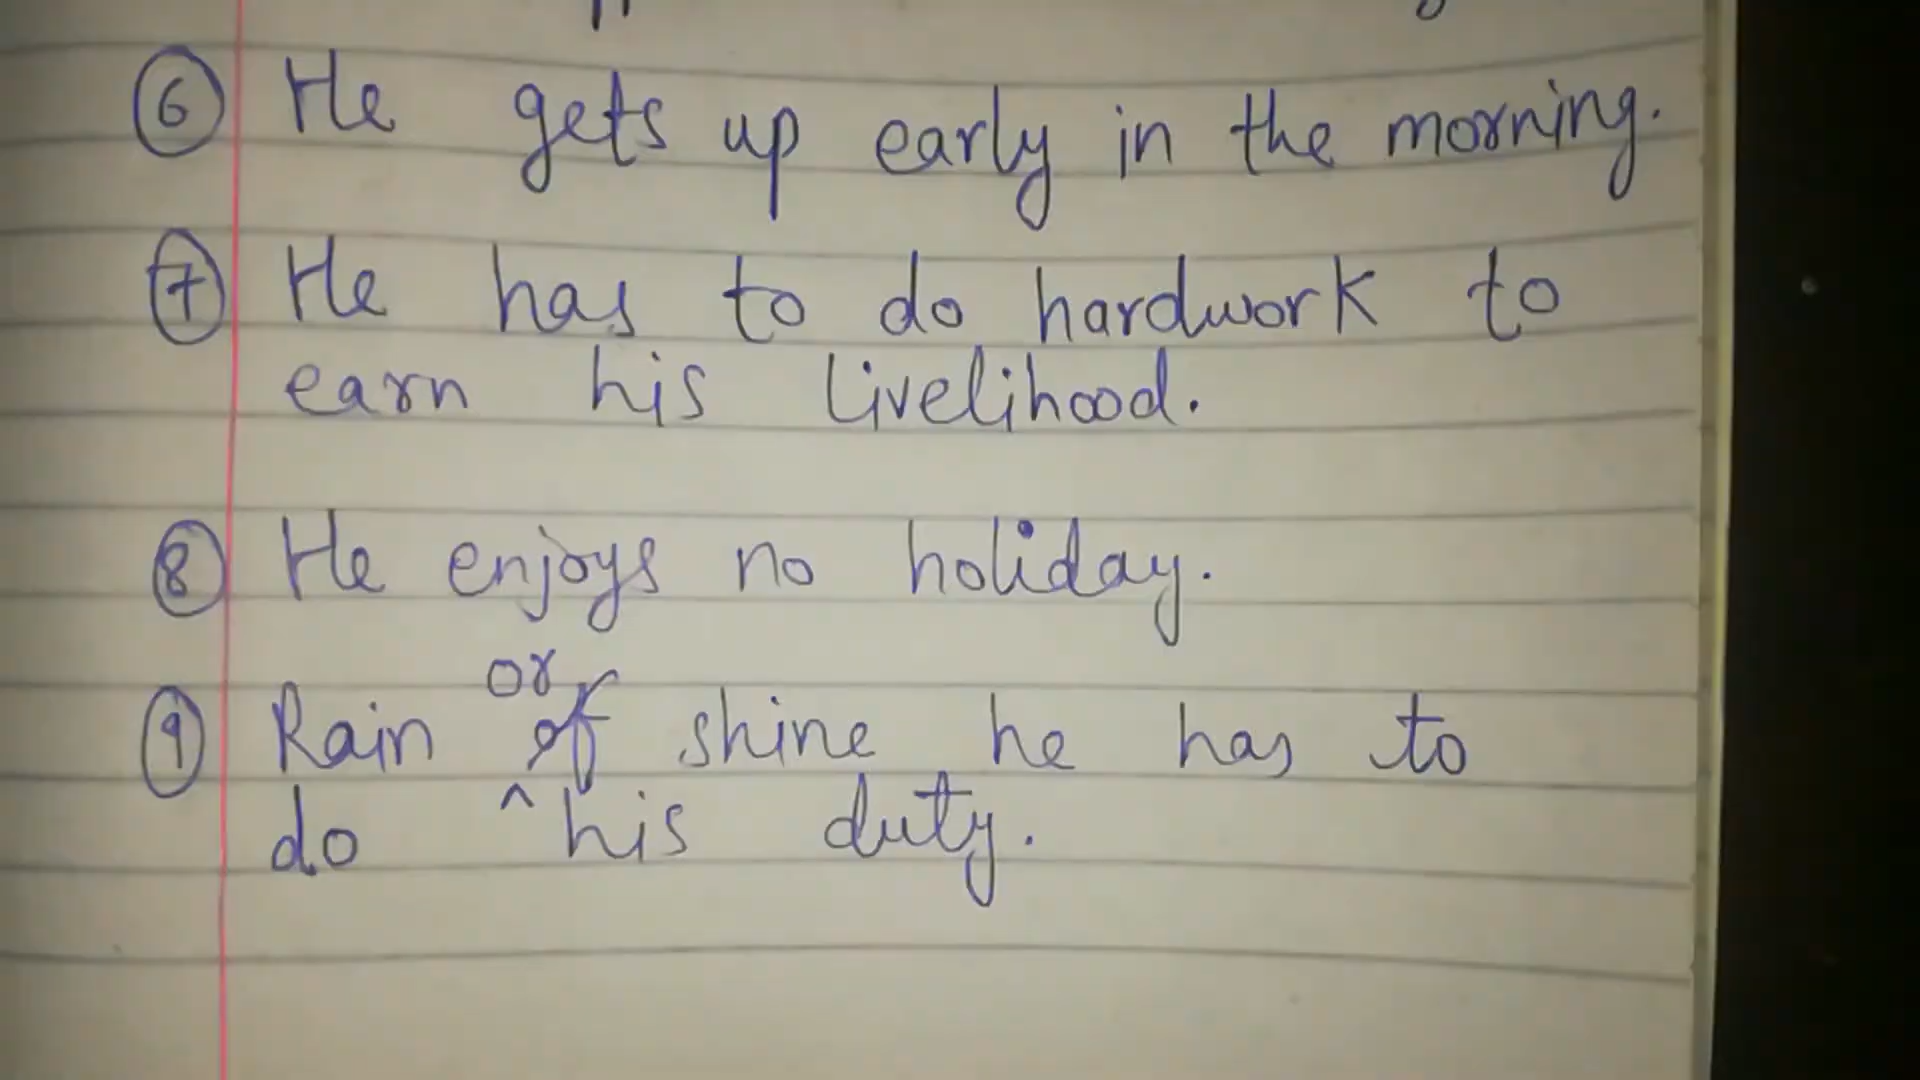 6 He gets up early in the morning.
7 He has to do hardwork to
earn his livelihood.
8 He enjoys no holiday.
9 Rain or of shine he has to
do ^ his duty.